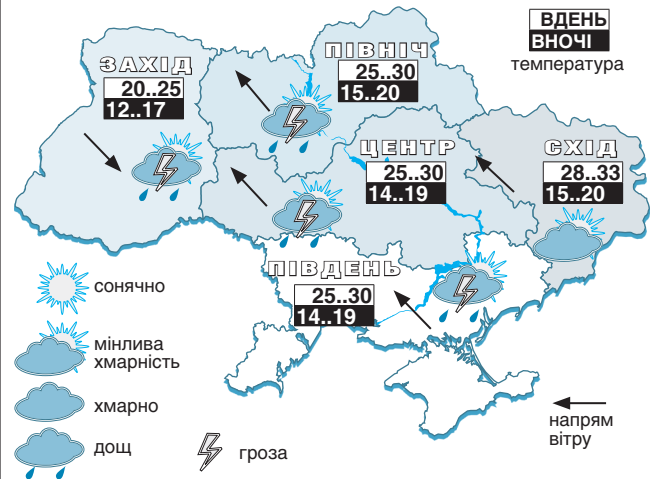 ВДЕНЬ
ВНОЧІ
температура
ПІВНІЧ
25..30
15..20
ЗАХІД
20..25
12..17
ЦЕНТР
25..30
14..19
СХІД
28..33
15..20
ПІВДЕНЬ
25..30
14..19
сонячно
мінлива
хмарність
хмарно
дощ
гроза
напрям
вітру